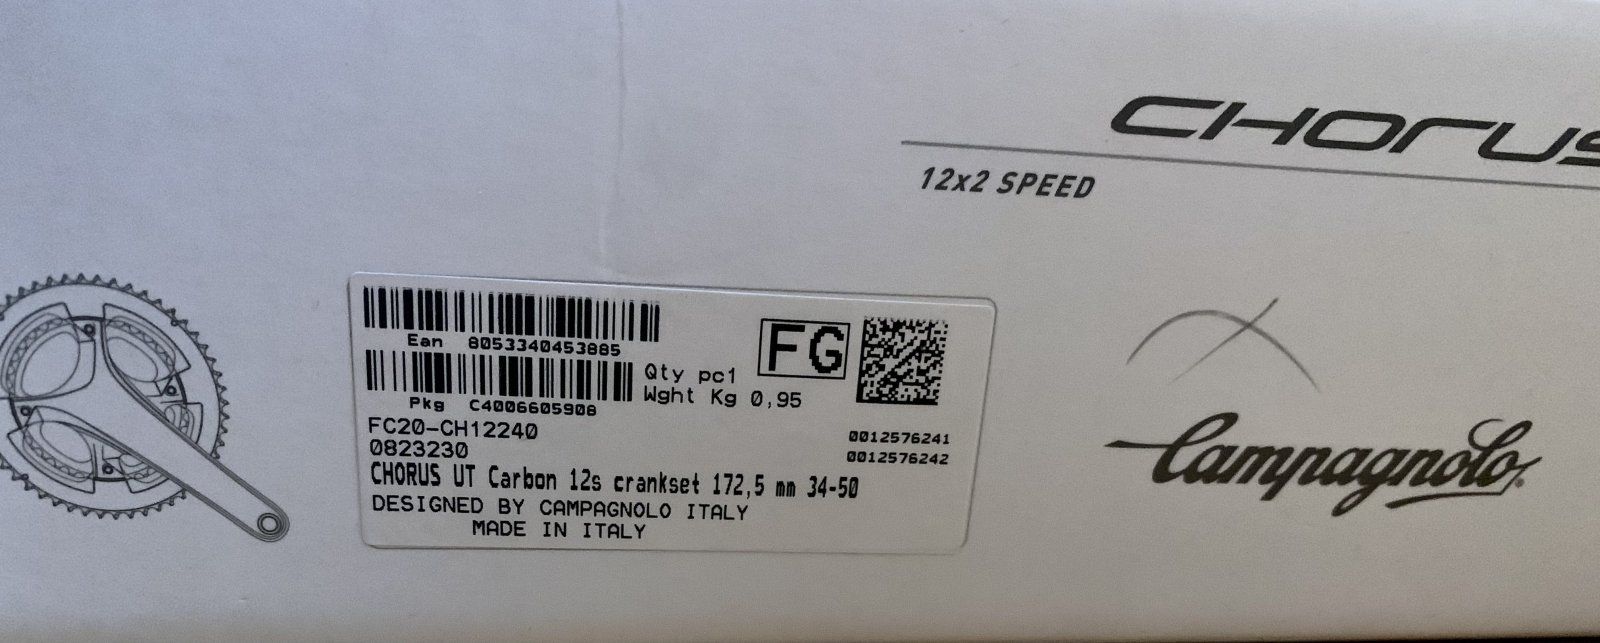 CHORUS
12x2 SPEED
Ean 8053340453885
Pkg C4006605908
Qty pc1
Wght Kg 0,95
FG
FC20-CH12240
0823230
0012576241
0012576242
CHORUS UT Carbon 12s crankset 172,5 mm 34-50
DESIGNED BY CAMPAGNOLO ITALY
MADE IN ITALY
Campagnolo